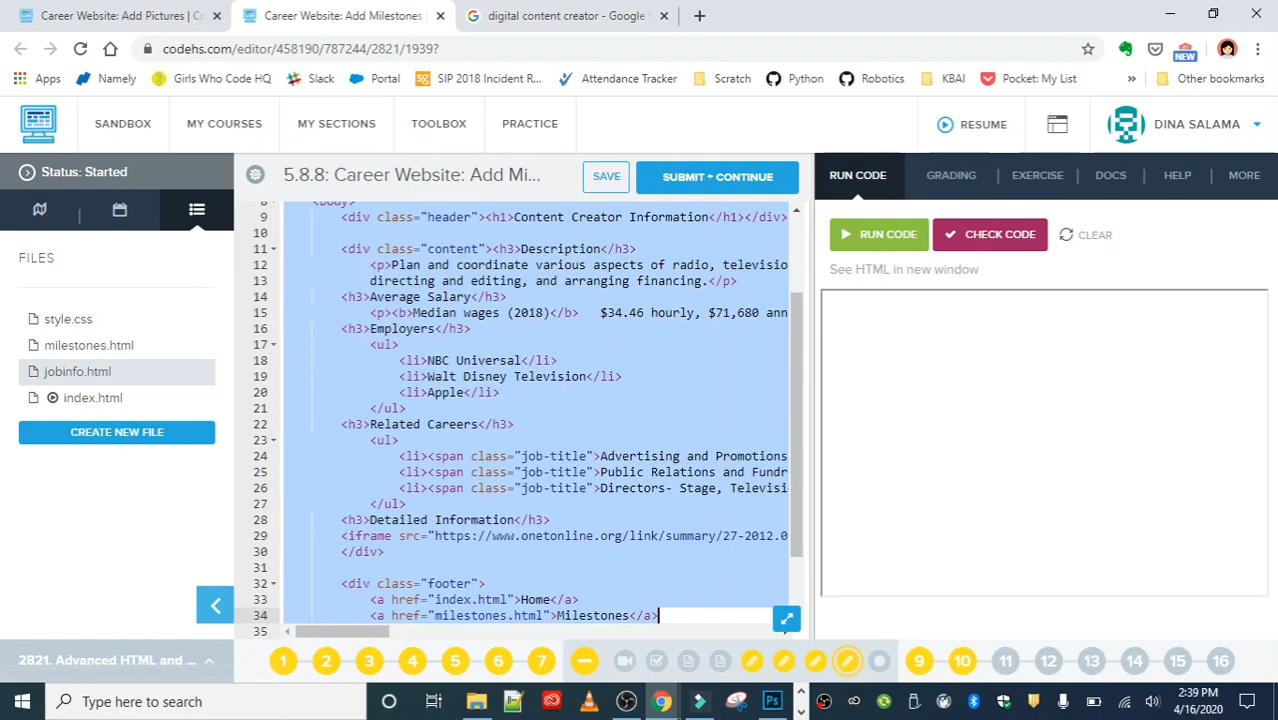 Career Website: Add Pictures | C
Career Website: Add Milestones
digital content creator - Google S
codehs.com/editor/458190/787244/2821/1939?
NEW
Apps
Namely
Girls Who Code HQ
Slack
Portal
SIP 2018 Incident R...
Attendance Tracker
Scratch
Python
Robotics
KBAI
Pocket: My List
»
Other bookmarks
SANDBOX
MY COURSES
MY SECTIONS
TOOLBOX
PRACTICE
RESUME
DINA SALAMA
Status: Started
5.8.8: Career Website: Add Mi...
SAVE
SUBMIT + CONTINUE
RUN CODE
GRADING
EXERCISE
DOCS
HELP
MORE
RUN CODE
CHECK CODE
CLEAR
See HTML in new window
FILES
style.css
milestones.html
jobinfo.html
index.html
CREATE NEW FILE
8 <body>
9 <div class="header"><h1>Content Creator Information</h1></div>
10
11 <div class="content"><h3>Description</h3>
12 <p>Plan and coordinate various aspects of radio, televisio
13 directing and editing, and arranging financing.</p>
14 <h3>Average Salary</h3>
15 <p><b>Median wages (2018)</b> $34.46 hourly, $71,680 ann
16 <h3>Employers</h3>
17 <ul>
18 <li>NBC Universal</li>
19 <li>Walt Disney Television</li>
20 <li>Apple</li>
21 </ul>
22 <h3>Related Careers</h3>
23 <ul>
24 <li><span class="job-title">Advertising and Promotions
25 <li><span class="job-title">Public Relations and Fundr
26 <li><span class="job-title">Directors- Stage, Televisi
27 </ul>
28 <h3>Detailed Information</h3>
29 <iframe src="https://www.onetonline.org/link/summary/27-2012.0
30 </div>
31
32 <div class="footer">
33 <a href="index.html">Home</a>
34 <a href="milestones.html">Milestones</a>
35
2821. Advanced HTML and ...
1 2 3 4 5 6 7 9 10 11 12 13 14 15 16
Type here to search
2:39 PM
4/16/2020